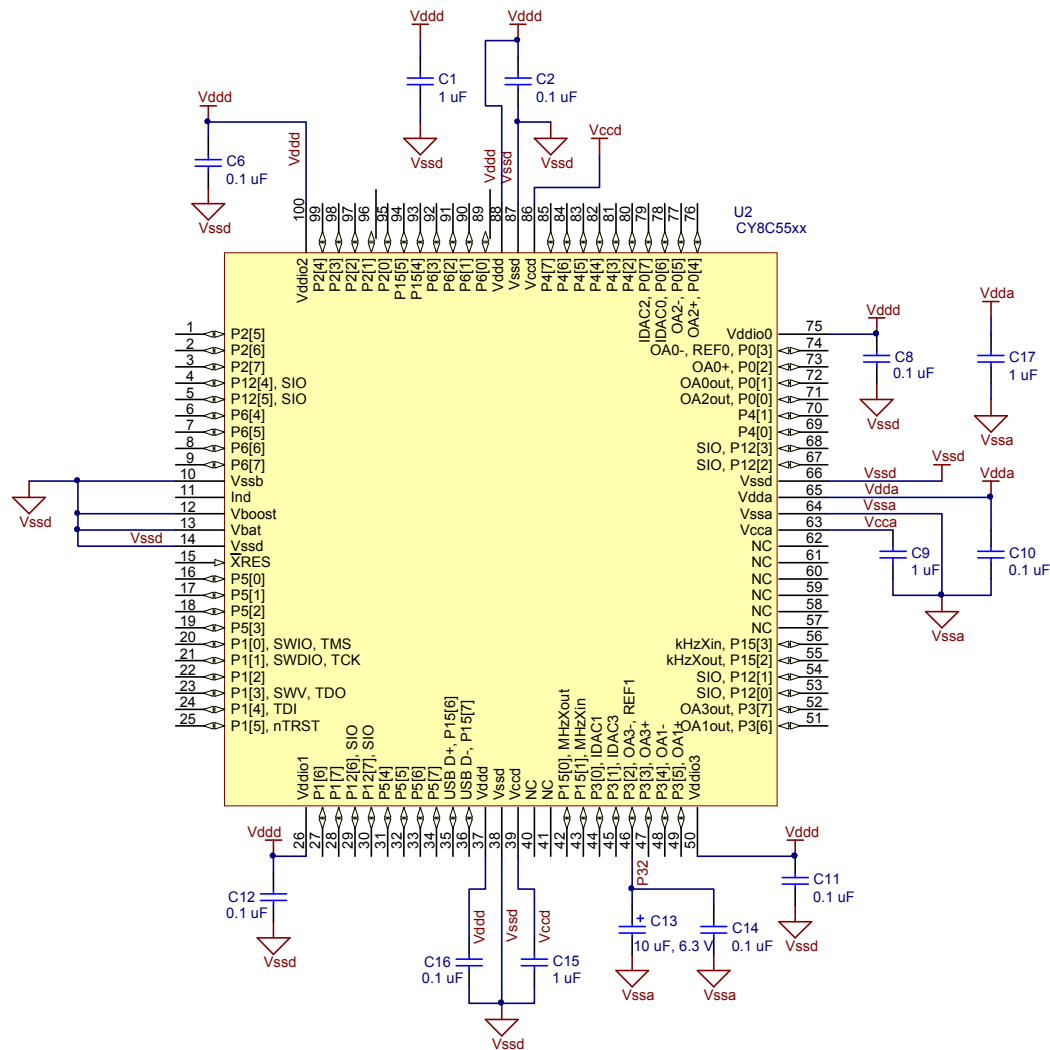 Vddd
C1
1 uF
Vssd
Vddd
C2
0.1 uF
Vssd
Vddd
C6
0.1 uF
Vssd
Vddd
Vddd
Vssd
Vccd
U2
CY8C55xx
100
99
98
97
96
95
94
93
92
91
90
89
88
87
86
85
84
83
82
81
80
79
78
77
76
Vddio2
P2[4]
P2[3]
P2[2]
P2[1]
P2[0]
P15[5]
P15[4]
P6[3]
P6[2]
P6[1]
P6[0]
Vddd
Vssd
Vccd
P4[7]
P4[6]
P4[5]
P4[4]
P4[3]
P4[2]
IDAC2, P0[7]
IDAC0, P0[6]
OA2-, P0[5]
OA2+, P0[4]
1 P2[5]
2 P2[6]
3 P2[7]
4 P12[4], SIO
5 P12[5], SIO
6 P6[4]
7 P6[5]
8 P6[6]
9 P6[7]
10 Vssb
11 Ind
12 Vboost
13 Vbat
14 Vssd
15 XRES
16 P5[0]
17 P5[1]
18 P5[2]
19 P5[3]
20 P1[0], SWIO, TMS
21 P1[1], SWDIO, TCK
22 P1[2]
23 P1[3], SWV, TDO
24 P1[4], TDI
25 P1[5], nTRST
Vssd
Vssd
Vddio0 75
OA0-, REF0, P0[3] 74
OA0+, P0[2] 73
OA0out, P0[1] 72
OA2out, P0[0] 71
P4[1] 70
P4[0] 69
SIO, P12[3] 68
SIO, P12[2] 67
Vssd 66
Vdda 65
Vssa 64
Vcca 63
NC 62
NC 61
NC 60
NC 59
NC 58
NC 57
kHzXin, P15[3] 56
kHzXout, P15[2] 55
SIO, P12[1] 54
SIO, P12[0] 53
OA3out, P3[7] 52
OA1out, P3[6] 51
Vddd
C8
0.1 uF
Vssd
Vdda
C17
1 uF
Vssa
Vssd
Vssd
Vdda
Vdda
Vssa
Vcca
C9
1 uF
C10
0.1 uF
Vssa
Vddio1
P1[6]
P1[7]
P12[6], SIO
P12[7], SIO
P5[4]
P5[5]
P5[6]
P5[7]
USB D+, P15[6]
USB D-, P15[7]
Vddd
Vssd
Vccd
NC
NC
P15[0], MHzXout
P15[1], MHzXin
P3[0], IDAC1
P3[1], IDAC3
P3[2], OA3-, REF1
P3[3], OA3+
P3[4], OA1-
P3[5], OA1+
Vddio3
26
27
28
29
30
31
32
33
34
35
36
37
38
39
40
41
42
43
44
45
46
47
48
49
50
Vddd
C12
0.1 uF
Vssd
Vddd
Vssd
Vccd
C16
0.1 uF
C15
1 uF
Vssd
P32
+
C13
10 uF, 6.3 V
Vssa
C14
0.1 uF
Vssa
Vddd
C11
0.1 uF
Vssd